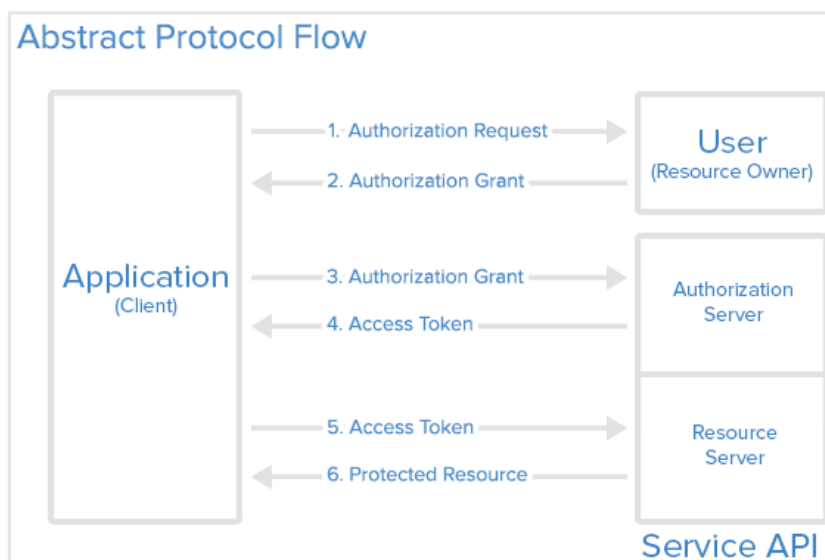 Abstract Protocol Flow
1. Authorization Request
User
(Resource Owner)
2. Authorization Grant
Application
(Client)
3. Authorization Grant
Authorization
Server
4. Access Token
5. Access Token
Resource
Server
6. Protected Resource
Service API